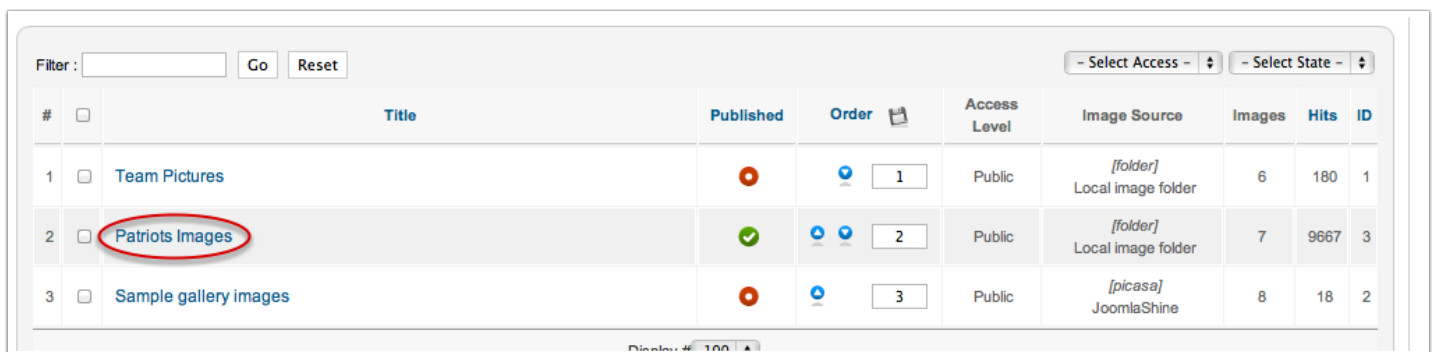 Filter : Go Reset - Select Access - - Select State -
# Title Published Order Access Level Image Source Images Hits ID
1 Team Pictures 1 Public [folder] Local image folder 6 180 1
2 Patriots Images 2 Public [folder] Local image folder 7 9667 3
3 Sample gallery images 3 Public [picasa] JoomlaShine 8 18 2
Display # 100